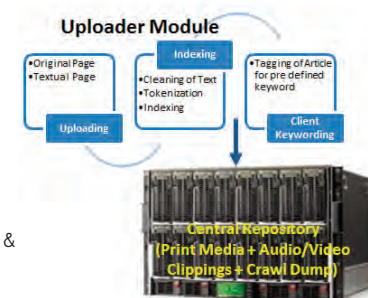 Uploader Module
•Original Page
•Textual Page
Uploading
Indexing
•Cleaning of Text
•Tokenization
•Indexing
•Tagging of Article
for pre defined
keyword
Client
Keywording
&
Central Repository
(Print Media + Audio/Video
Clippings + Crawl Dump)